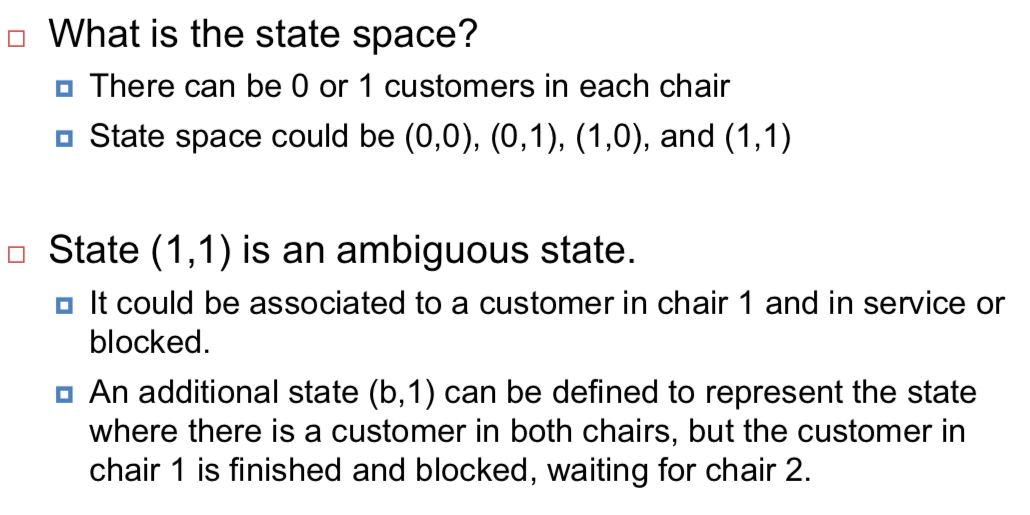 What is the state space?
There can be 0 or 1 customers in each chair
State space could be (0,0), (0,1), (1,0), and (1,1)
State (1,1) is an ambiguous state.
It could be associated to a customer in chair 1 and in service or
blocked.
An additional state (b,1) can be defined to represent the state
where there is a customer in both chairs, but the customer in
chair 1 is finished and blocked, waiting for chair 2.